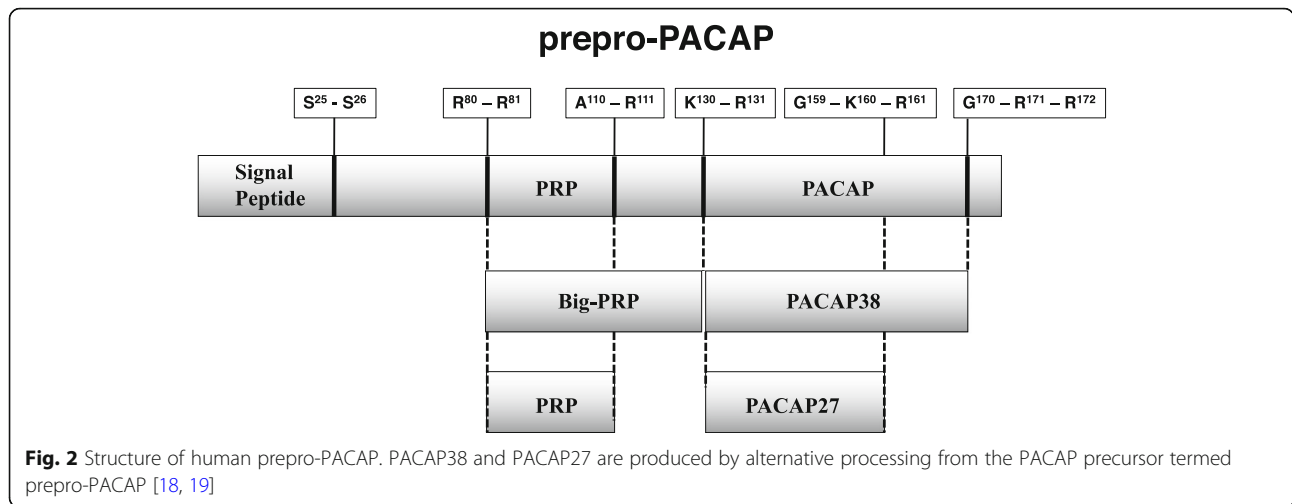 prepro-PACAP
S²⁵ - S²⁶ R⁸⁰ – R⁸¹ A¹¹⁰ – R¹¹¹ K¹³⁰ – R¹³¹ G¹⁵⁹ – K¹⁶⁰ – R¹⁶¹ G¹⁷⁰ – R¹⁷¹ – R¹⁷²
Signal
Peptide
PRP PACAP
Big-PRP PACAP38
PRP PACAP27
Fig. 2 Structure of human prepro-PACAP. PACAP38 and PACAP27 are produced by alternative processing from the PACAP precursor termed
prepro-PACAP [18, 19]